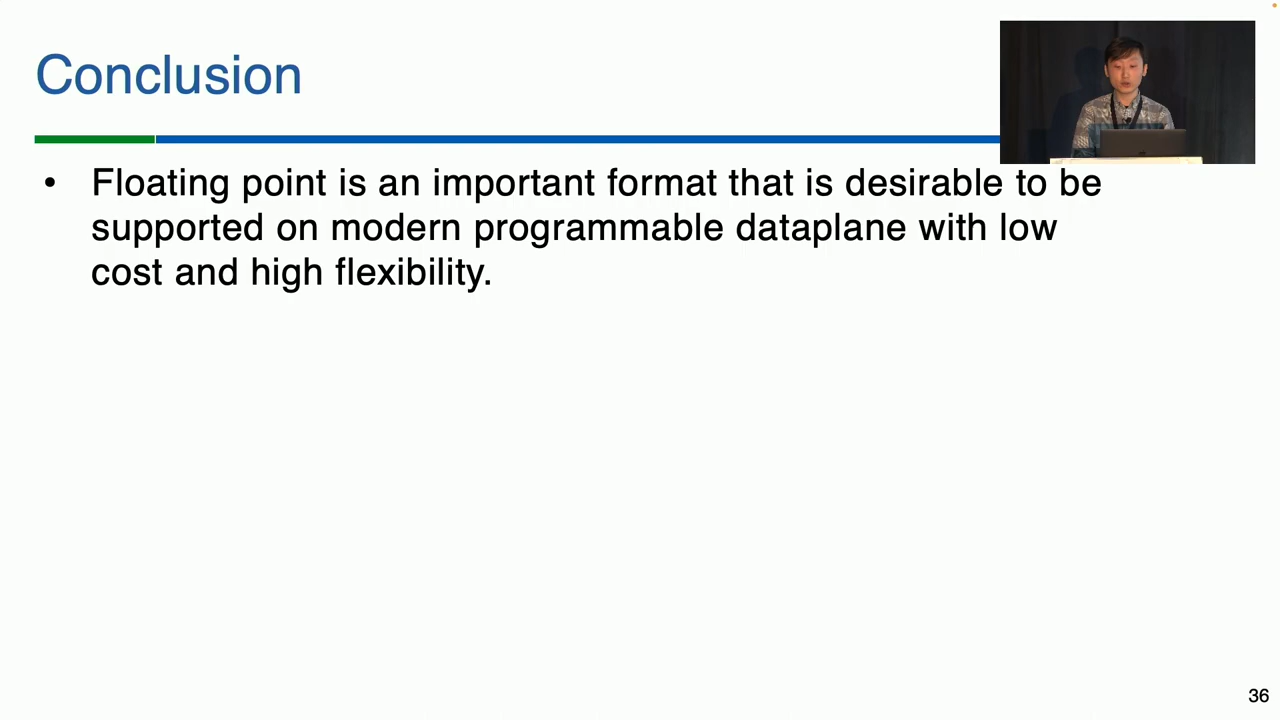 Conclusion
• Floating point is an important format that is desirable to be
supported on modern programmable dataplane with low
cost and high flexibility.
36